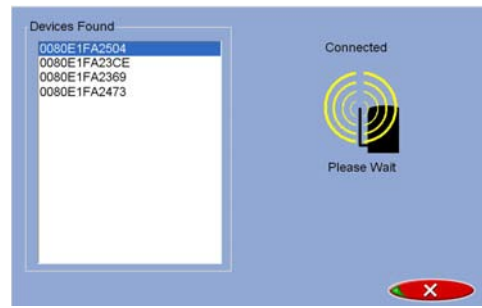 Devices Found
0080E1FA2504
0080E1FA23CE
0080E1FA2369
0080E1FA2473
Connected
Please Wait